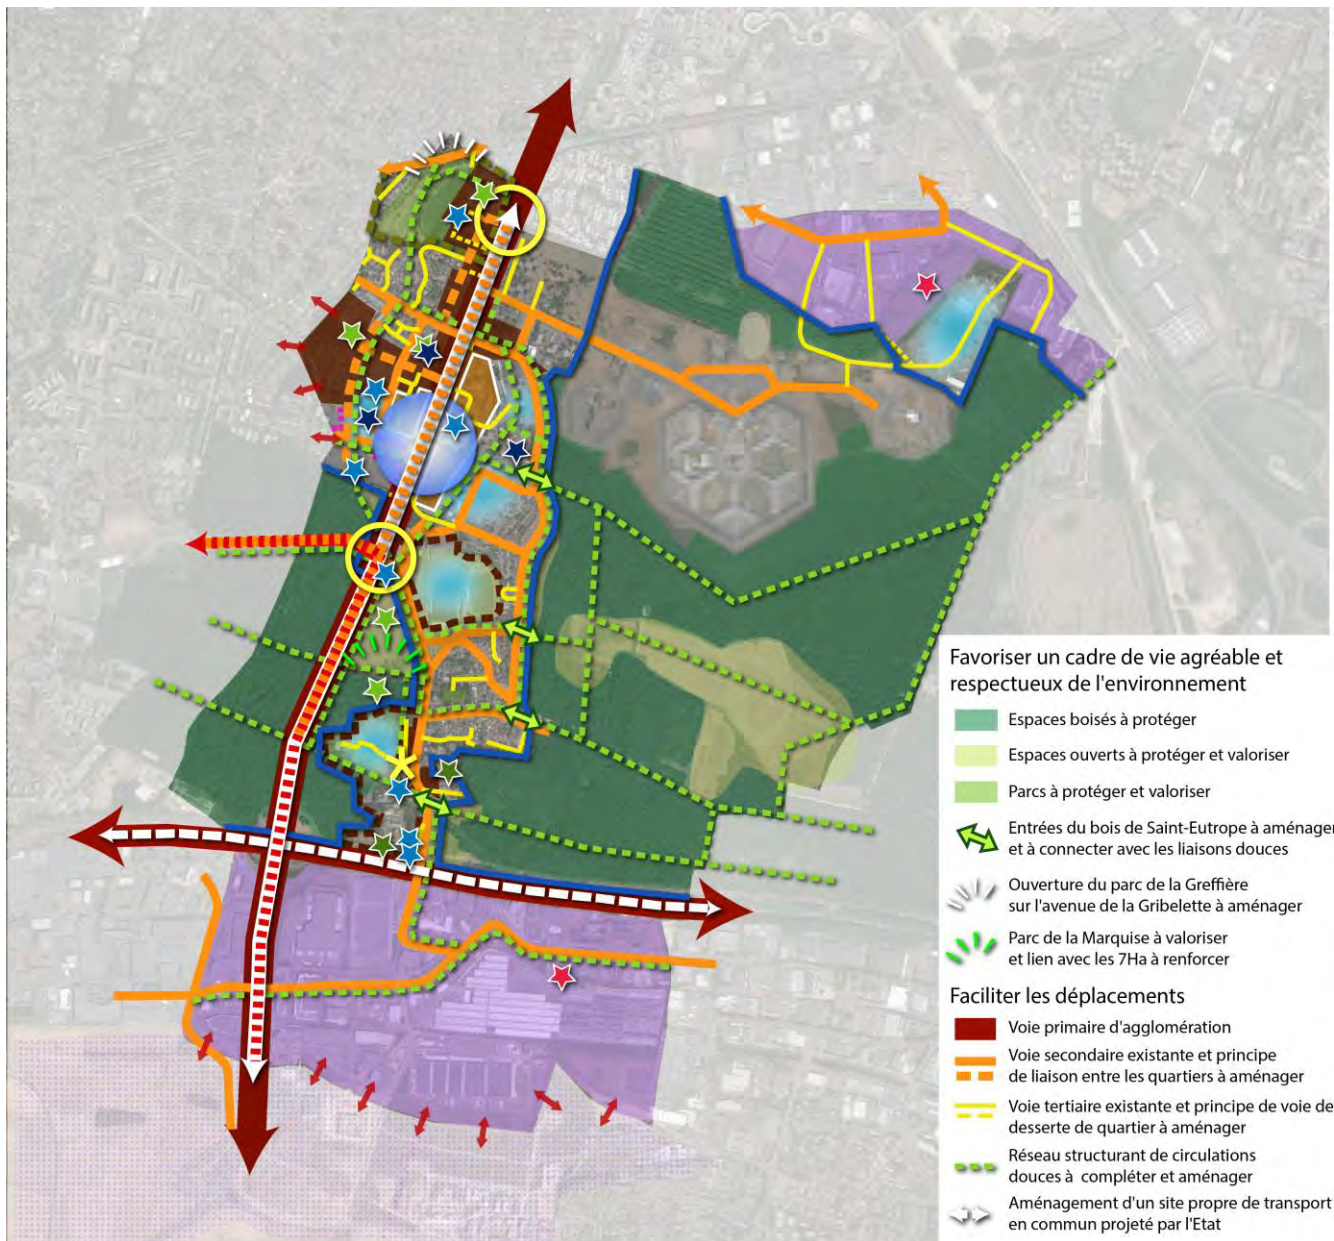 Favoriser un cadre de vie agréable et
respectueux de l'environnement
Espaces boisés à protéger
Espaces ouverts à protéger et valoriser
Parcs à protéger et valoriser
Entrées du bois de Saint-Eutrope à aménager
et à connecter avec les liaisons douces
Ouverture du parc de la Greffière
sur l'avenue de la Gribelette à aménager
Parc de la Marquise à valoriser
et lien avec les 7Ha à renforcer
Faciliter les déplacements
Voie primaire d'agglomération
Voie secondaire existante et principe
de liaison entre les quartiers à aménager
Voie tertiaire existante et principe de voie de
desserte de quartier à aménager
Réseau structurant de circulations
douces à compléter et aménager
Aménagement d'un site propre de transport
en commun projeté par l'Etat